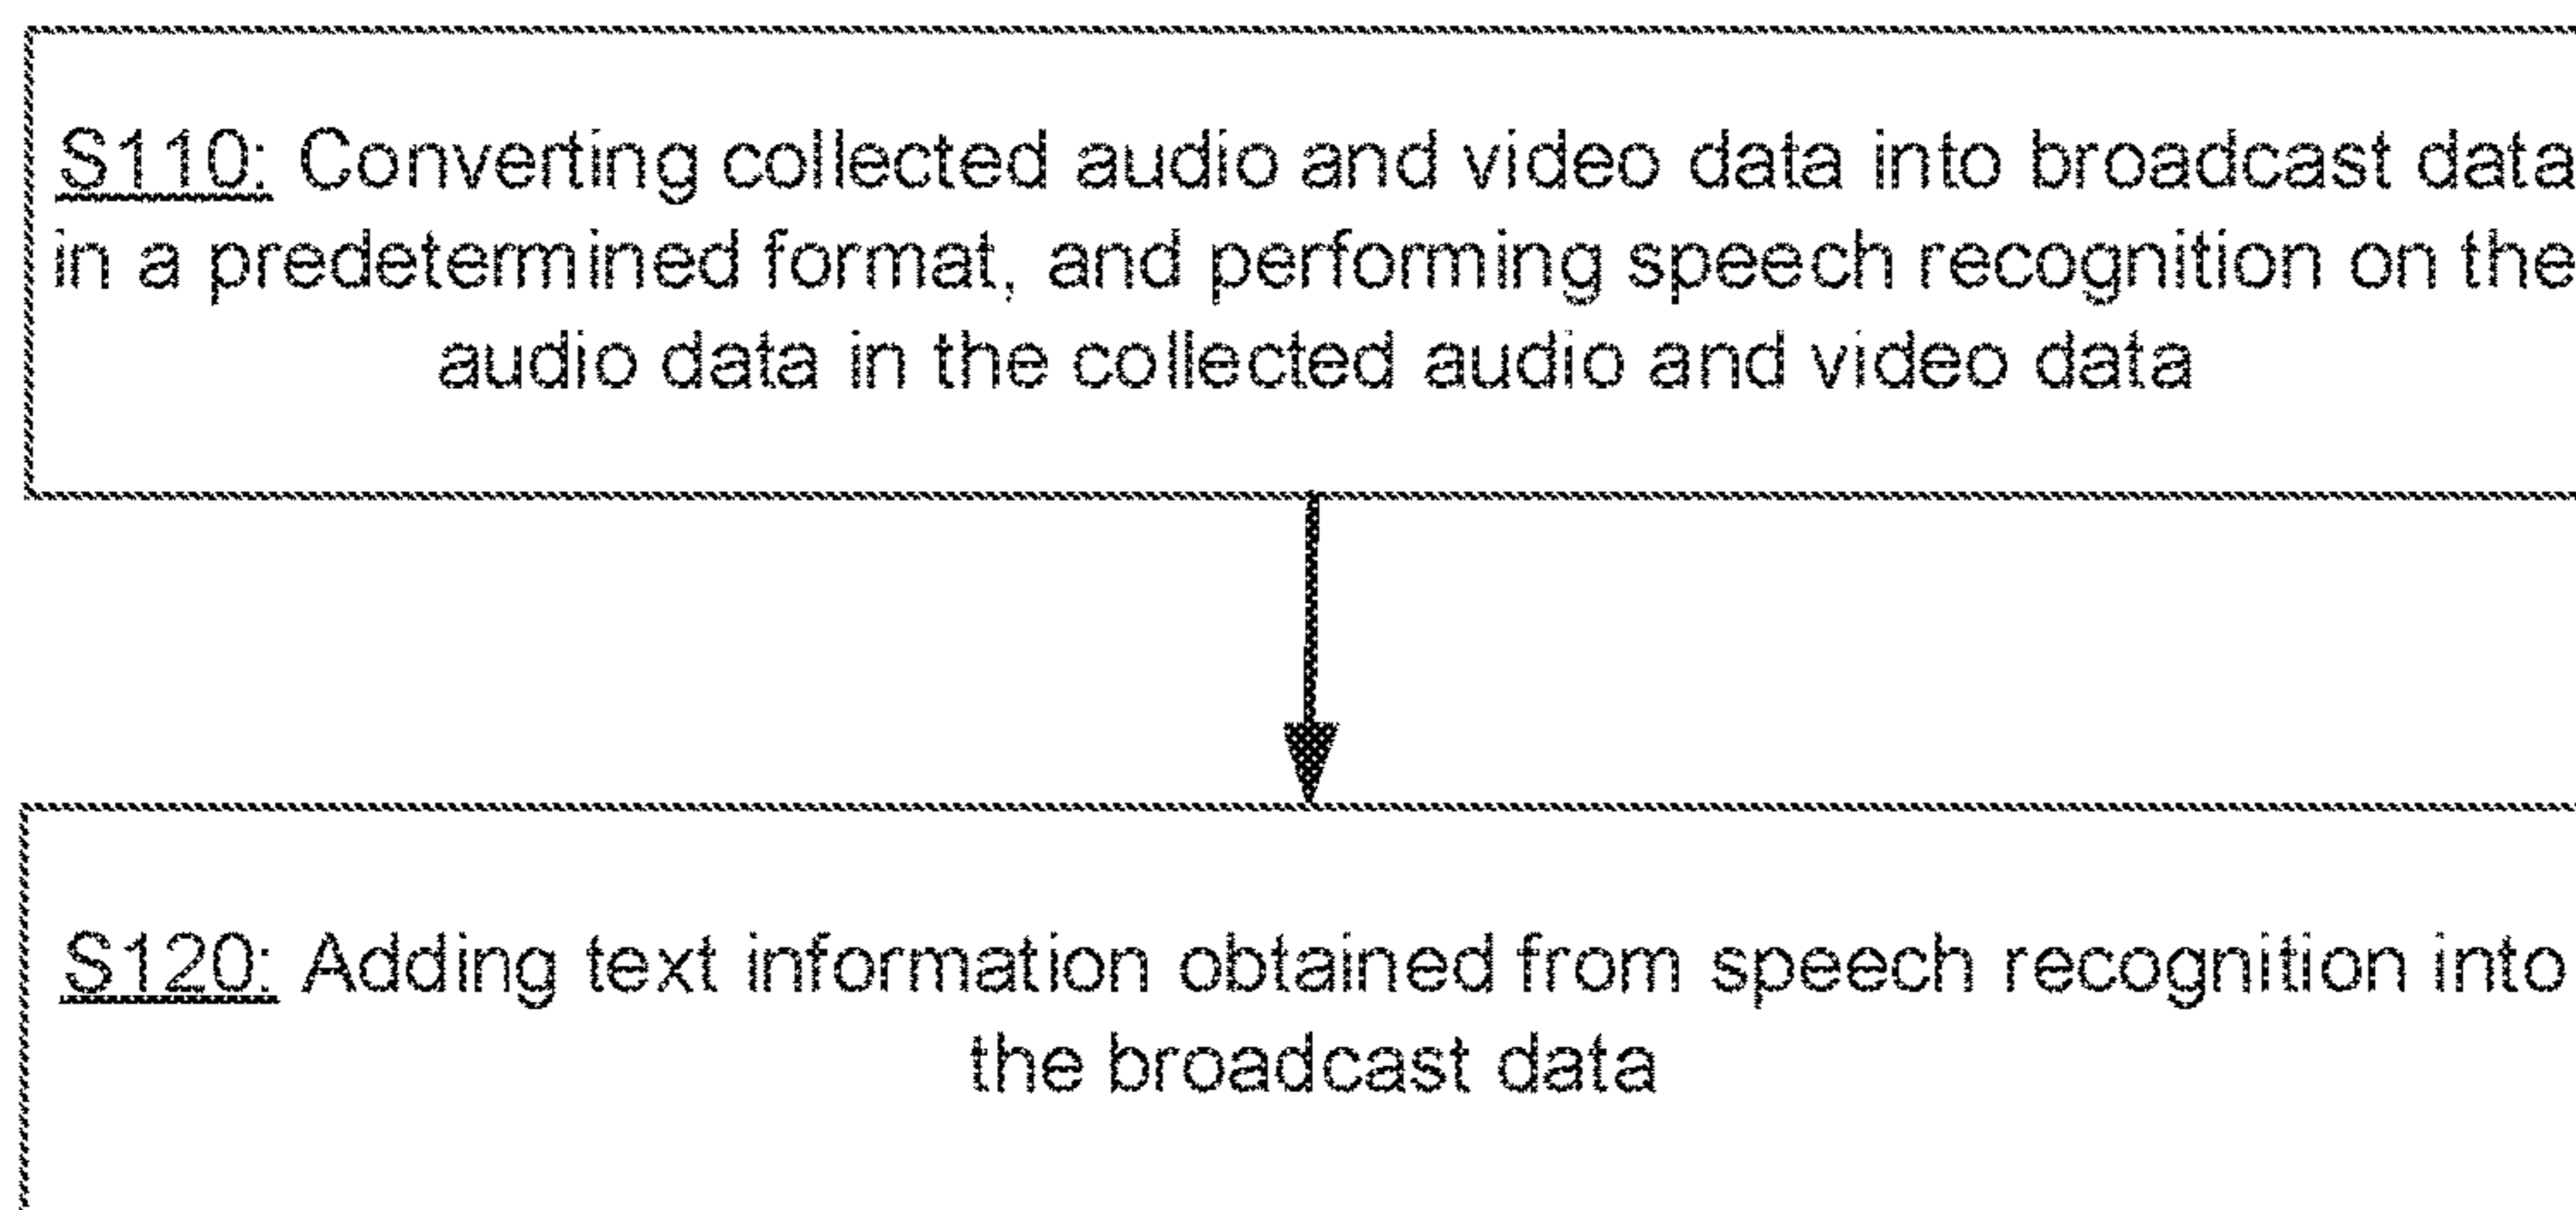 S110: Converting collected audio and video data into broadcast data
in a predetermined format, and performing speech recognition on the
audio data in the collected audio and video data
S120: Adding text information obtained from speech recognition into
the broadcast data